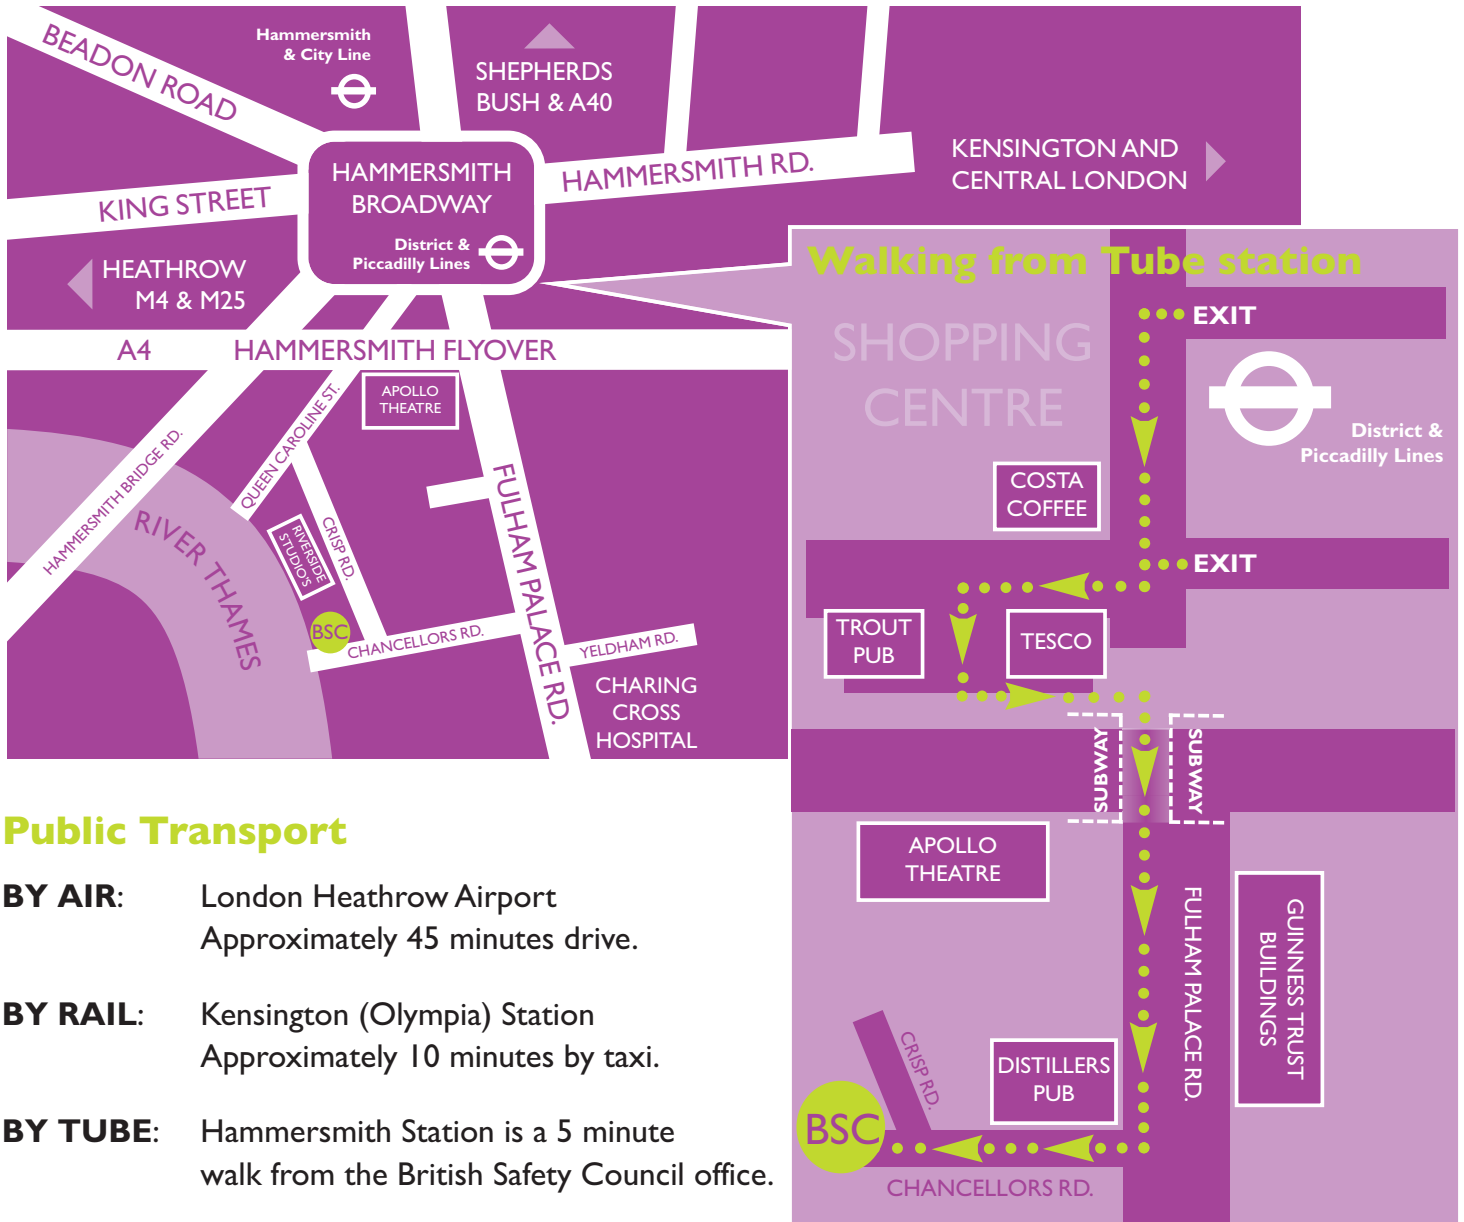 BEADON ROAD
Hammersmith
& City Line
SHEPHERDS
BUSH & A40
KENSINGTON AND
CENTRAL LONDON
HAMMERSMITH RD.
HAMMERSMITH
BROADWAY
District &
Piccadilly Lines
KING STREET
HEATHROW
M4 & M25
A4
HAMMERSMITH FLYOVER
APOLLO
THEATRE
QUEEN CAROLINE ST.
HAMMERSMITH BRIDGE RD.
RIVER THAMES
RIVERSIDE
STUDIO'S
CRISP RD.
FULHAM PALACE RD.
BSC
CHANCELLORS RD.
YELDHAM RD.
CHARING
CROSS
HOSPITAL
Walking from Tube station
EXIT
SHOPPING
CENTRE
District &
Piccadilly Lines
COSTA
COFFEE
EXIT
TROUT
PUB
TESCO
SUBWAY
SUBWAY
APOLLO
THEATRE
FULHAM PALACE RD.
GUINNESS TRUST
BUILDINGS
CRISP RD.
DISTILLERS
PUB
BSC
CHANCELLORS RD.
Public Transport
BY AIR: London Heathrow Airport
Approximately 45 minutes drive.
BY RAIL: Kensington (Olympia) Station
Approximately 10 minutes by taxi.
BY TUBE: Hammersmith Station is a 5 minute
walk from the British Safety Council office.